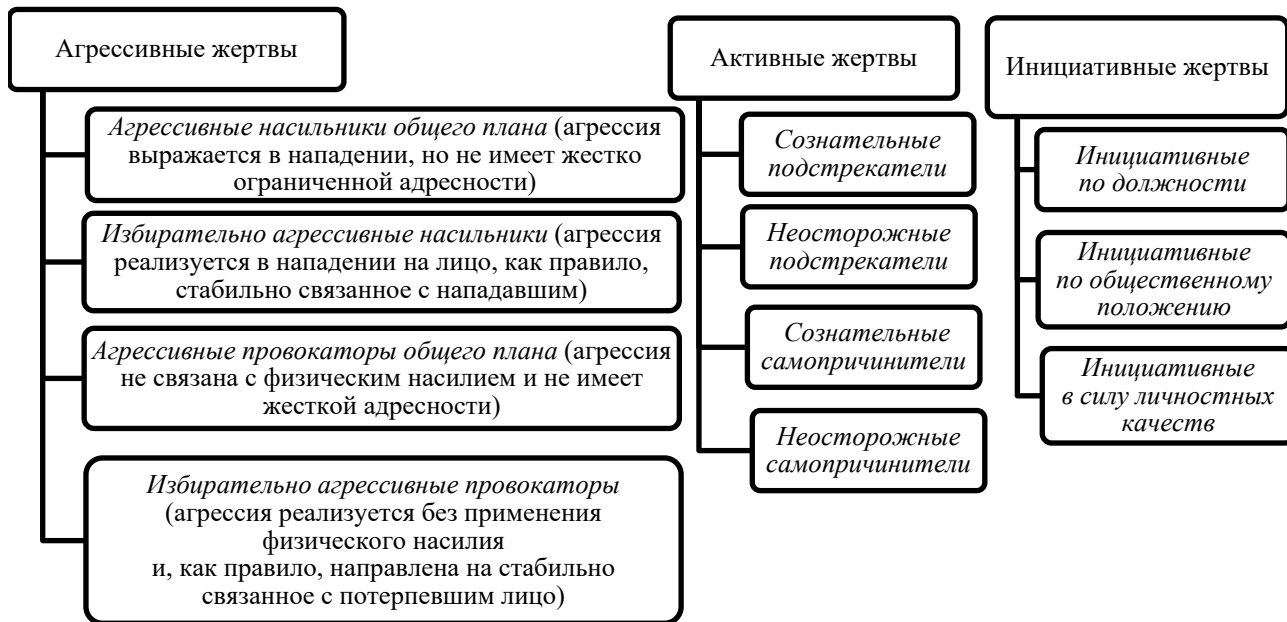 Агрессивные жертвы
Агрессивные насильники общего плана (агрессия
выражается в нападении, но не имеет жестко
ограниченной адресности)
Избирательно агрессивные насильники (агрессия
реализуется в нападении на лицо, как правило,
стабильно связанное с нападавшим)
Агрессивные провокаторы общего плана (агрессия
не связана с физическим насилием и не имеет
жесткой адресности)
Избирательно агрессивные провокаторы
(агрессия реализуется без применения
физического насилия
и, как правило, направлена на стабильно
связанное с потерпевшим лицо)
Активные жертвы
Сознательные
подстрекатели
Неосторожные
подстрекатели
Сознательные
самопричинители
Неосторожные
самопричинители
Инициативные жертвы
Инициативные
по должности
Инициативные
по общественному
положению
Инициативные
в силу личностных
качеств